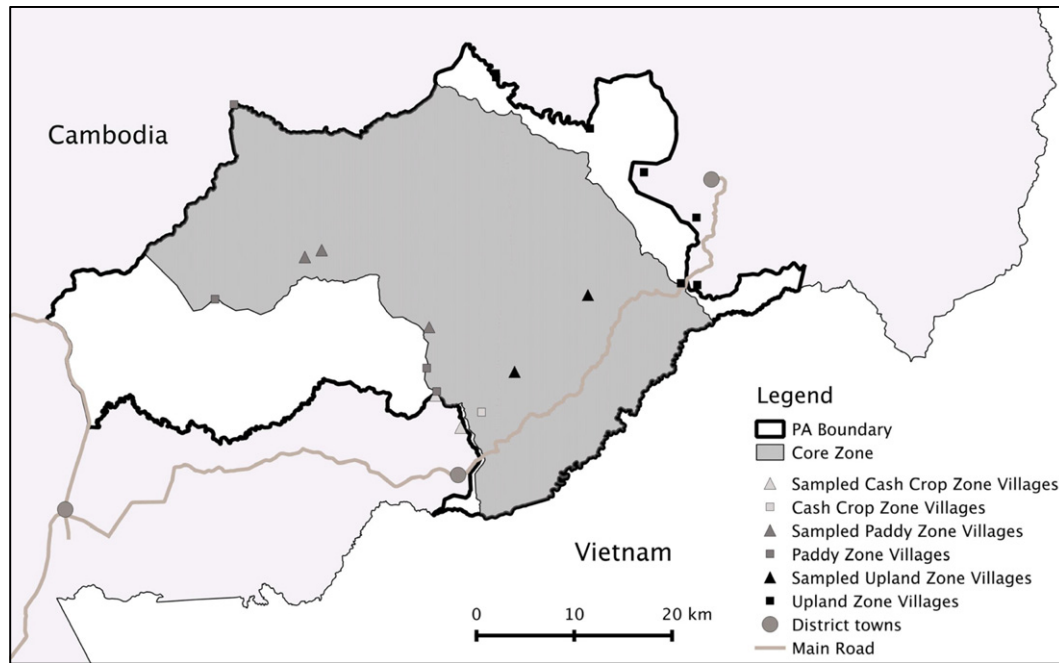 Cambodia
Vietnam
Legend
PA Boundary
Core Zone
Sampled Cash Crop Zone Villages
Cash Crop Zone Villages
Sampled Paddy Zone Villages
Paddy Zone Villages
Sampled Upland Zone Villages
Upland Zone Villages
District towns
Main Road
0 10 20 km